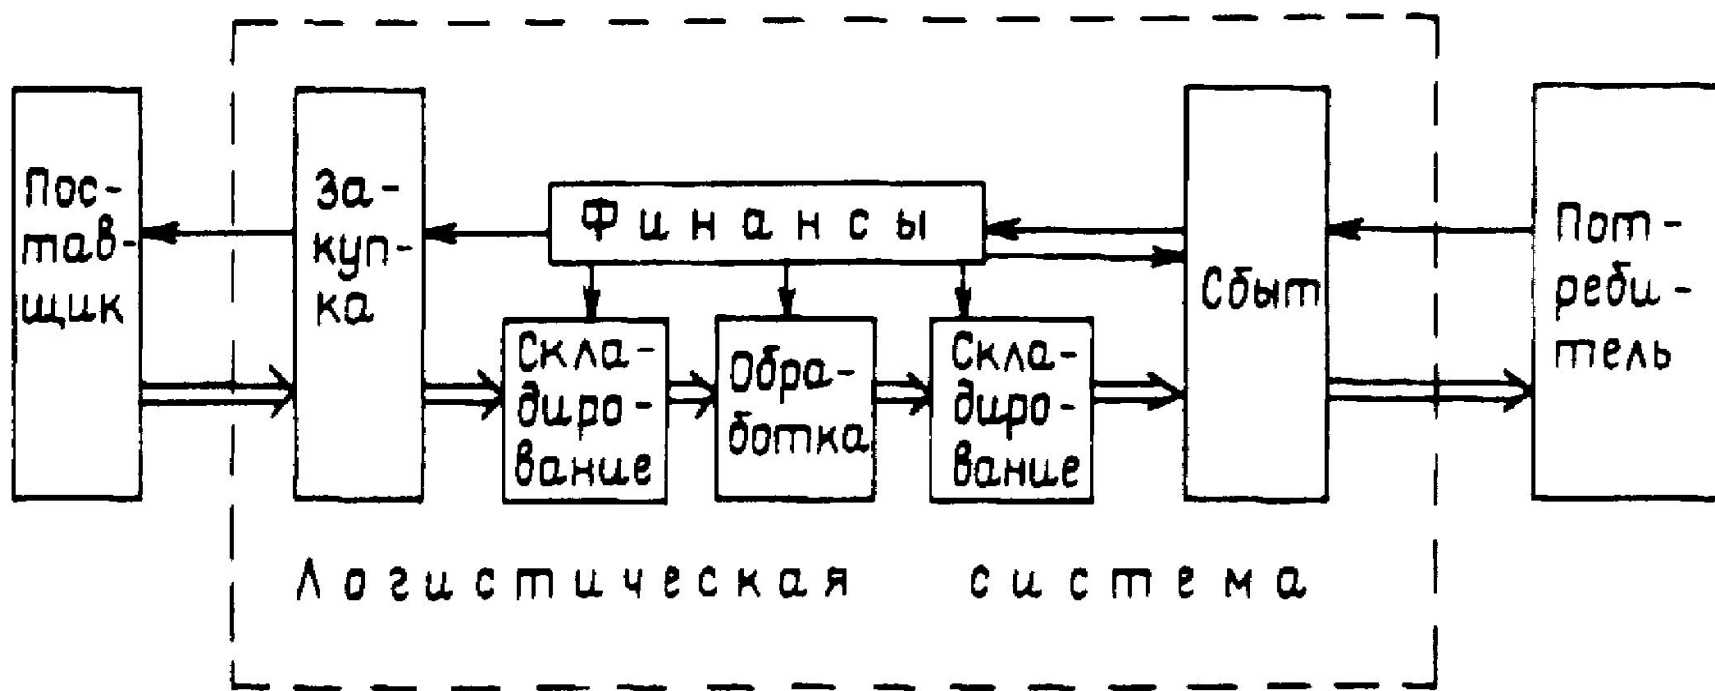 Пос-
тав-
щик
За-
куп-
ка
Финансы
Скла-
диро-
вание
Обра-
ботка
Скла-
диро-
вание
Сбыт
Пот-
реби-
тель
Логистическая система